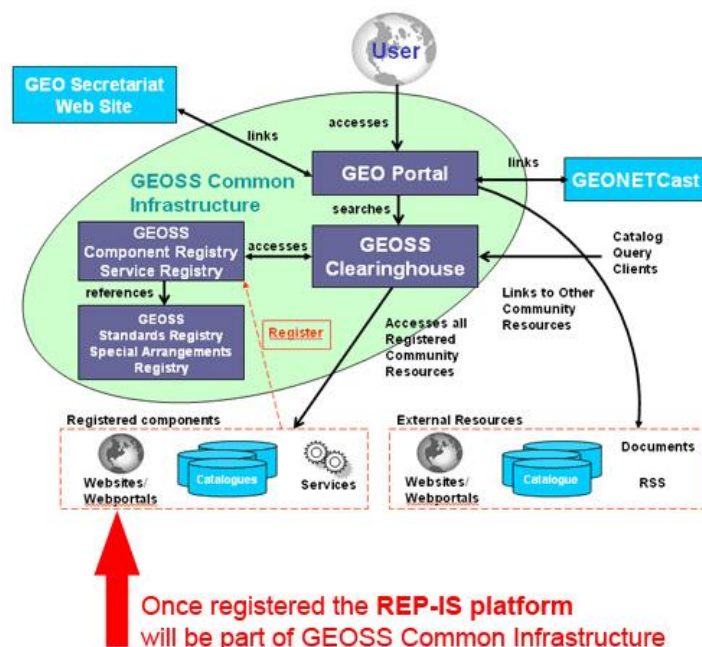 User
GEO Secretariat
Web Site
accesses
links
GEO Portal
links
GEONETCast
GEOSS Common
Infrastructure
searches
GEOSS
Component Registry
Service Registry
accesses
GEOSS
Clearinghouse
Catalog
Query
Clients
references
GEOSS
Standards Registry
Special Arrangements
Registry
Register
Accesses all
Registered
Community
Resources
Links to Other
Community
Resources
Registered components
Websites/
Webportals
Catalogues
Services
External Resources
Websites/
Webportals
Catalogue
Documents
RSS
Once registered the REP-IS platform
will be part of GEOSS Common Infrastructure